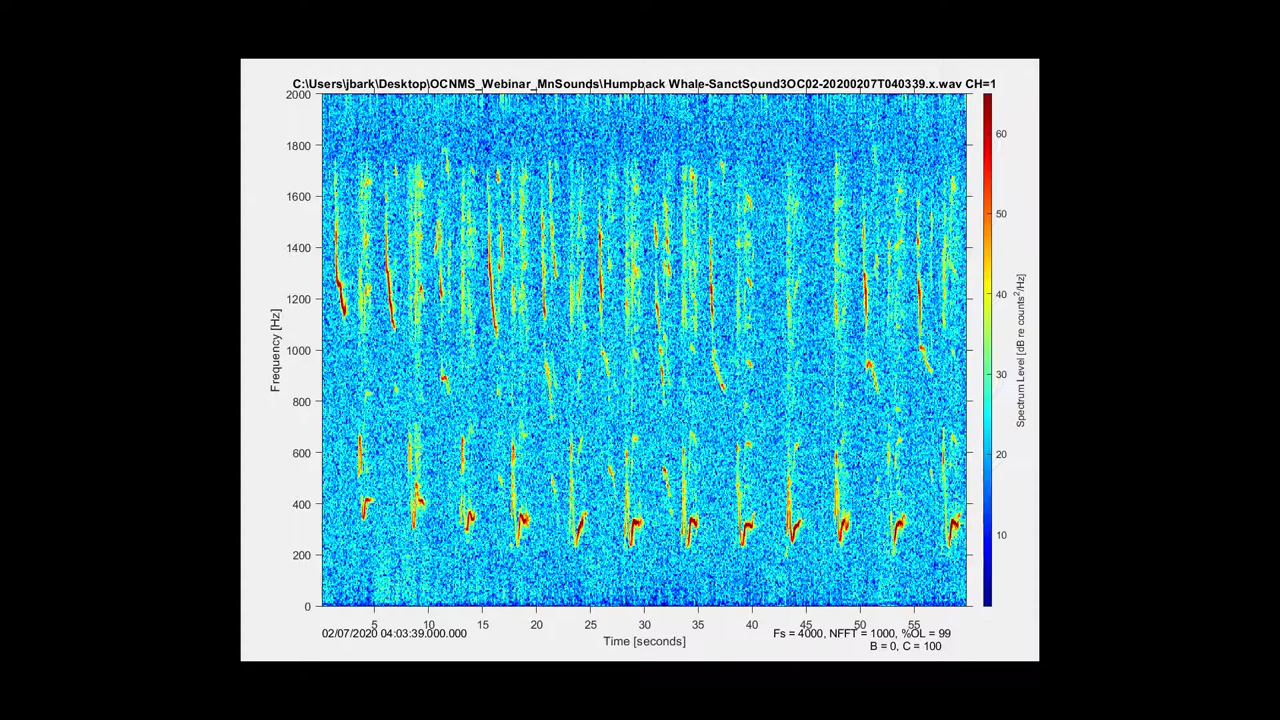 C:\Users\jbark\Desktop\OCNMS_Webinar_MnSounds\Humpback Whale-SanctSound3OC02-20200207T040339.x.wav CH=1
2000
1800
1600
1400
1200
1000
800
600
400
200
0
Frequency [Hz]
5 10 15 20 25 30 35 40 45 50 55
Time [seconds]
02/07/2020 04:03:39.000.000
Fs = 4000, NFFT = 1000, %OL = 99
B = 0, C = 100
60
50
40
30
20
10
Spectrum Level [dB re counts²/Hz]